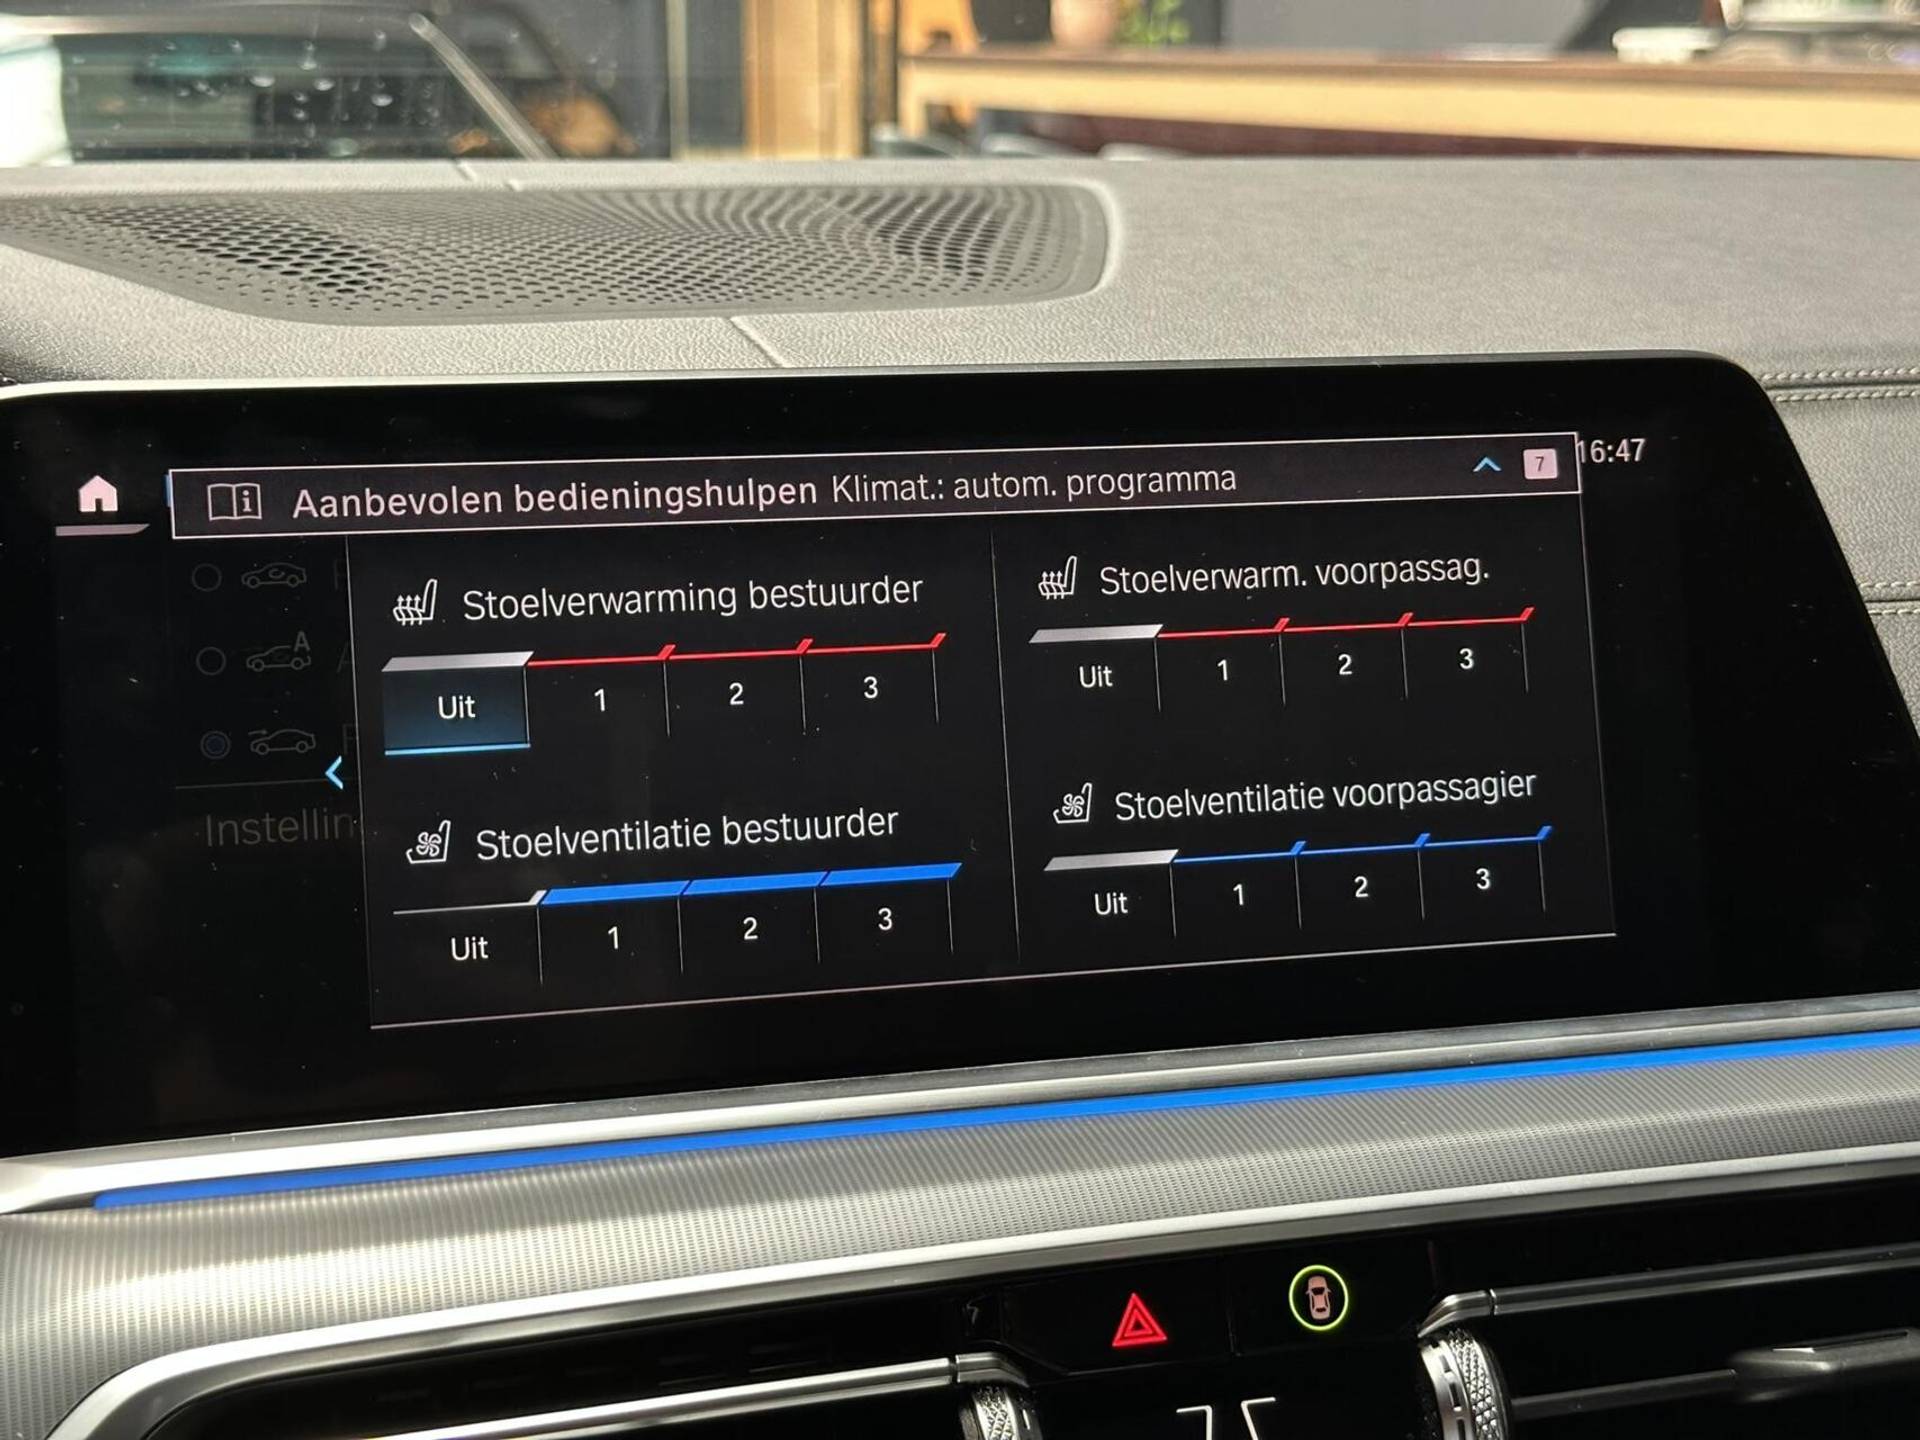 Aanbevolen bedieningshulpen Klimat.: autom. programma
7
16:47
Stoelverwarming bestuurder
Uit 1 2 3
Stoelverwarm. voorpassag.
Uit 1 2 3
A
Instellin
Stoelventilatie bestuurder
Uit 1 2 3
Stoelventilatie voorpassagier
Uit 1 2 3